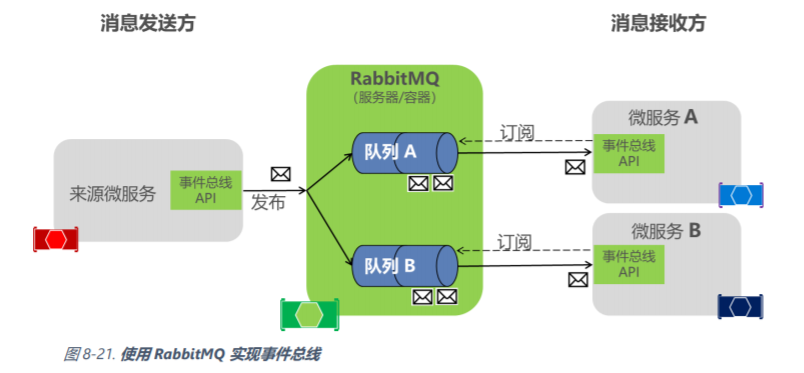 消息发送方
消息接收方
RabbitMQ
（服务器/容器）
来源微服务
事件总线
API
发布
队列 A
队列 B
订阅
订阅
微服务 A
事件总线
API
微服务 B
事件总线
API
图 8-21. 使用 RabbitMQ 实现事件总线